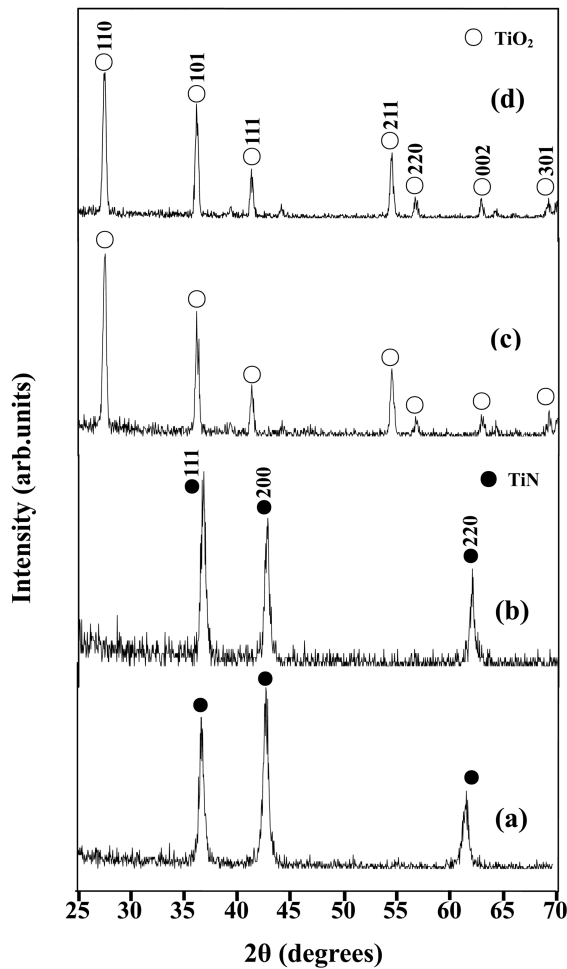 TiO₂
110
101
111
211
220
002
301
(d)
(c)
TiN
111
200
220
(b)
(a)
Intensity (arb.units)
25 30 35 40 45 50 55 60 65 70
2θ (degrees)